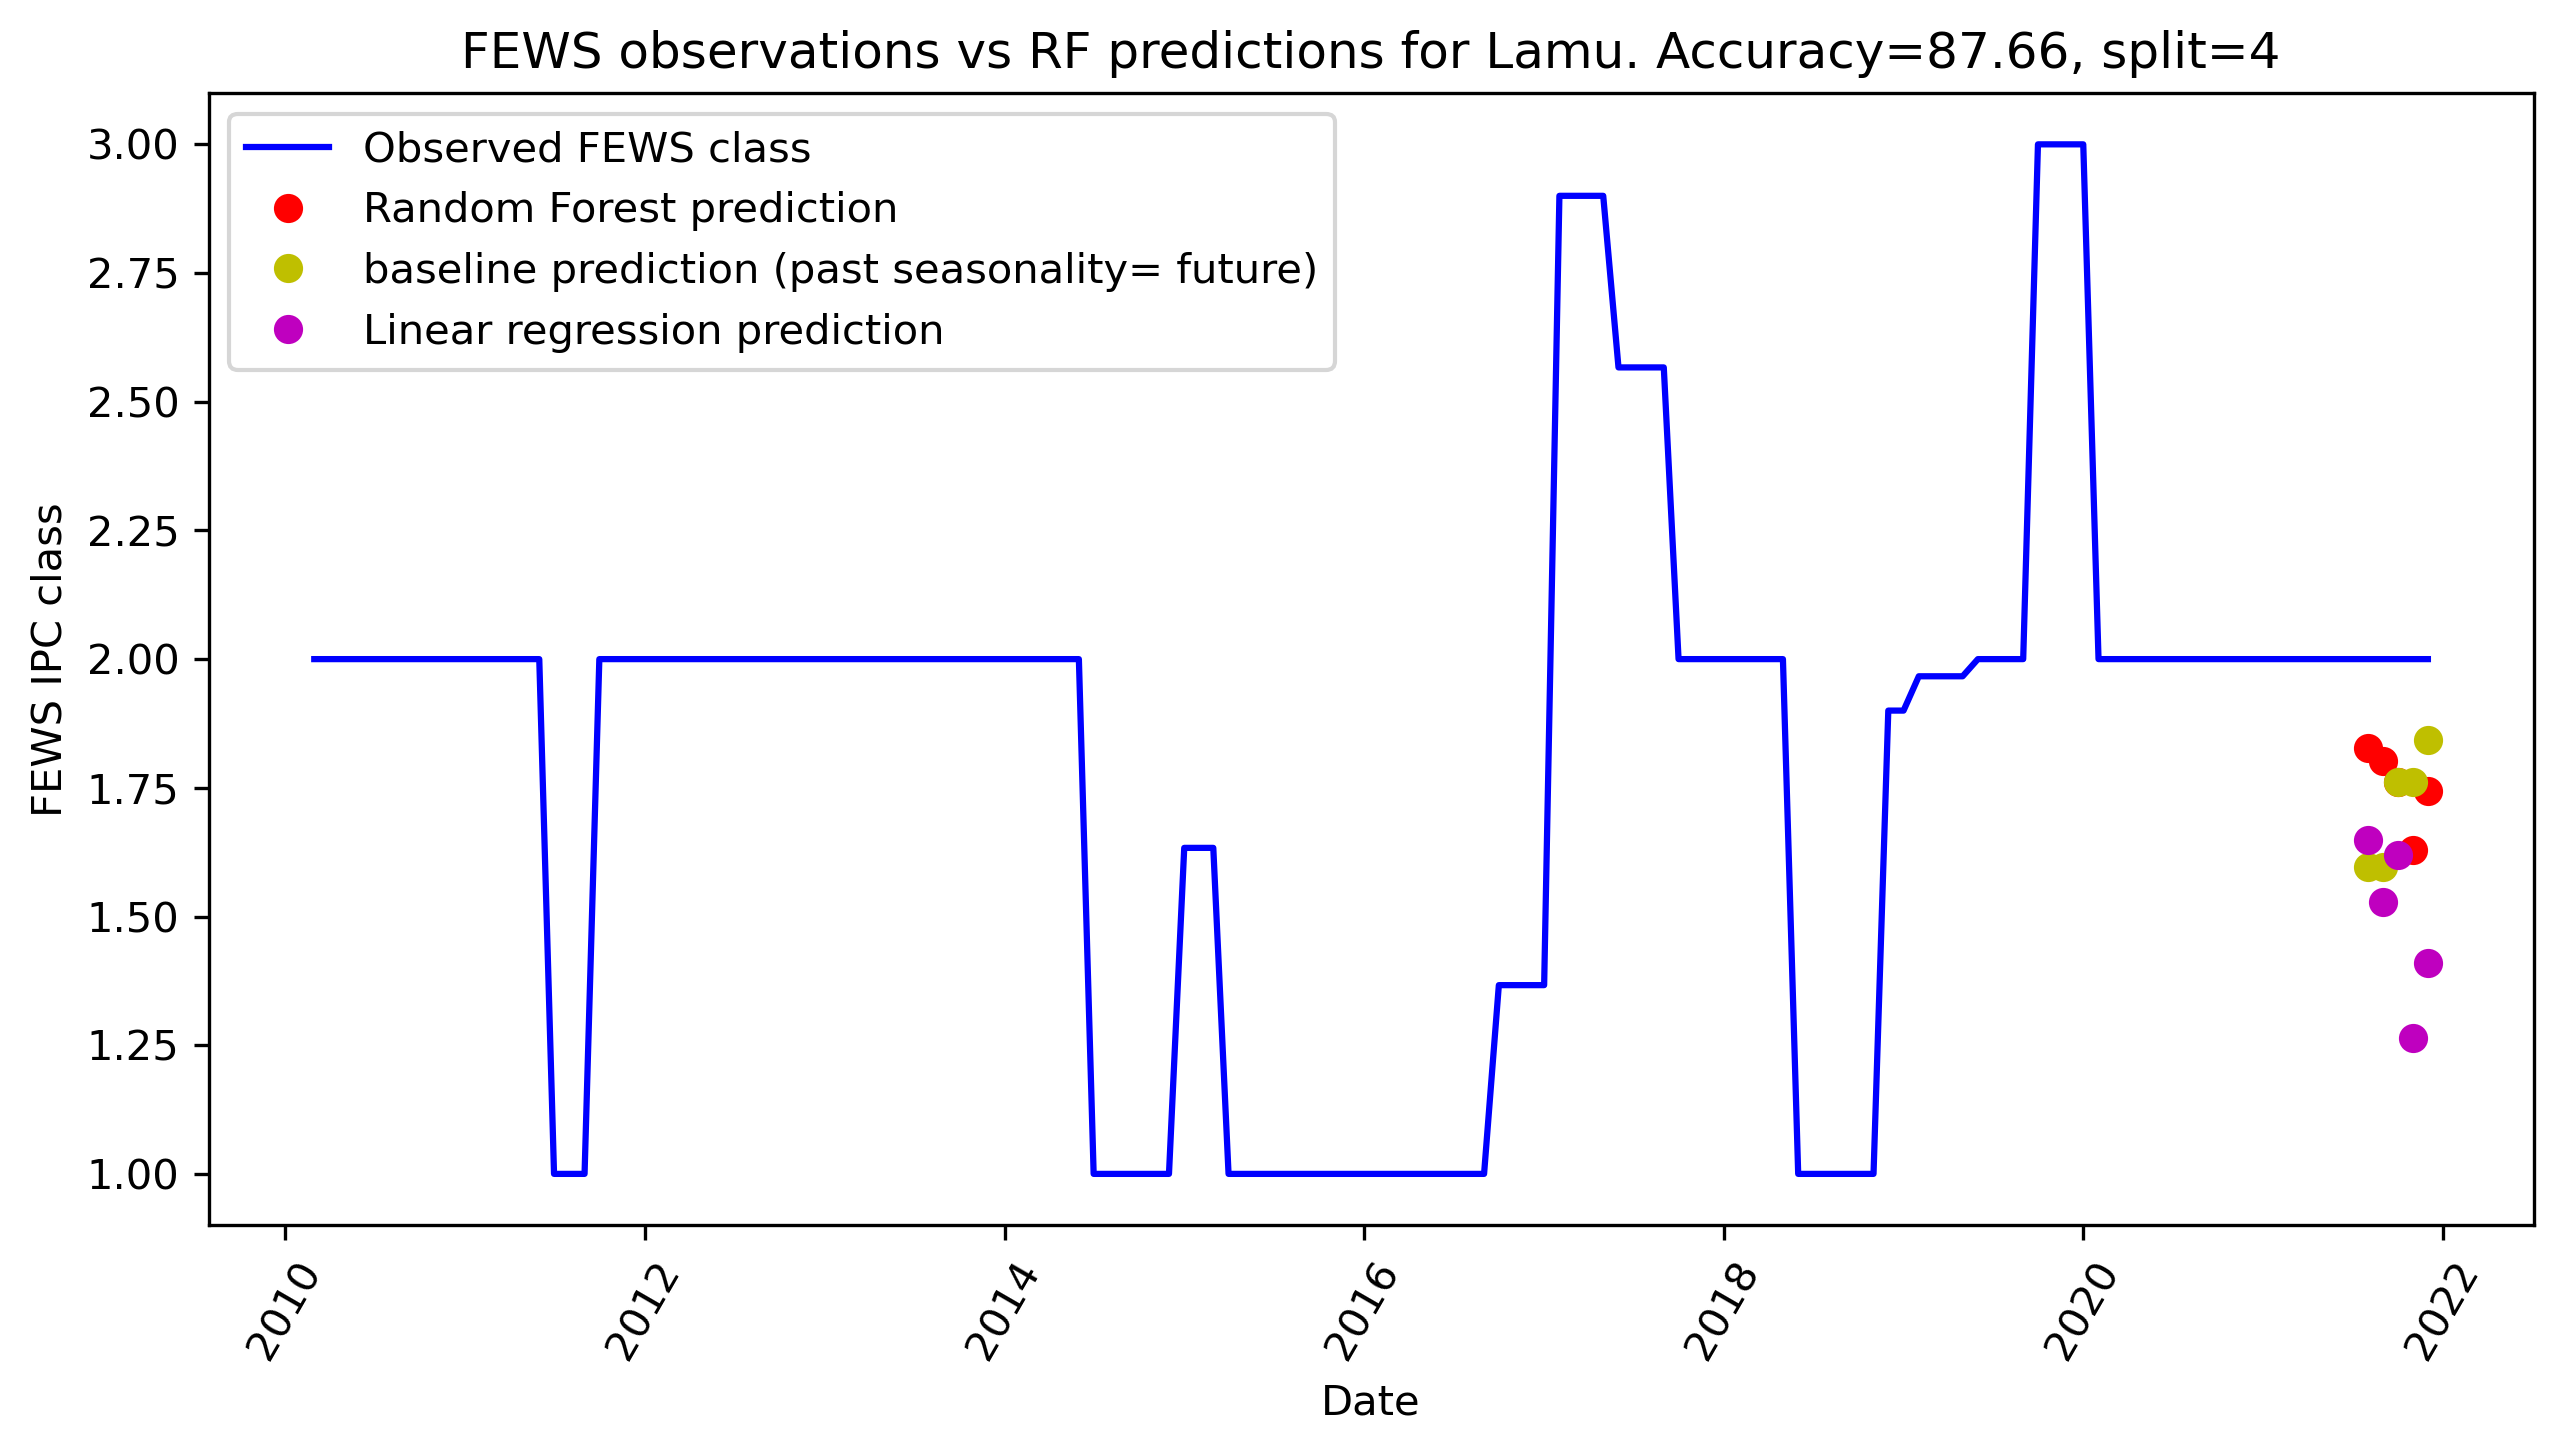 FEWS observations vs RF predictions for Lamu. Accuracy=87.66, split=4
Observed FEWS class
Random Forest prediction
baseline prediction (past seasonality= future)
Linear regression prediction
FEWS IPC class
3.00
2.75
2.50
2.25
2.00
1.75
1.50
1.25
1.00
2010
2012
2014
2016
2018
2020
2022
Date